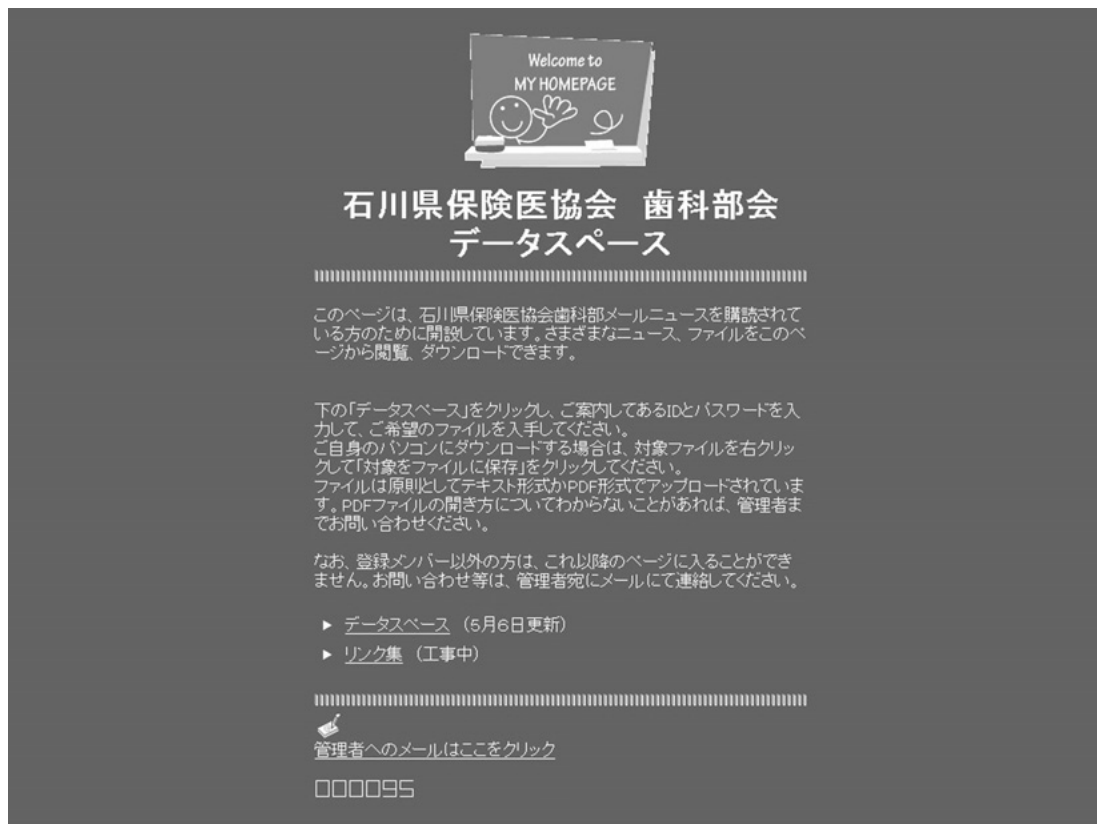 Welcome to
MY HOMEPAGE
石川県保険医協会 歯科部会
データスペース
このページは、石川県保険医協会歯科部メールニュースを購読されて
いる方のために開設しています。さまざまなニュース、ファイルをこのペ
ージから閲覧、ダウンロードできます。
下の「データスペース」をクリックし、ご案内してあるIDとパスワードを入
力して、ご希望のファイルを入手してください。
ご自身のパソコンにダウンロードする場合は、対象ファイルを右クリッ
クして「対象をファイルに保存」をクリックしてください。
ファイルは原則としてテキスト形式かPDF形式でアップロードされていま
す。PDFファイルの開き方についてわからないことがあれば、管理者ま
でお問い合わせください。
なお、登録メンバー以外の方は、これ以降のページに入ることができ
ません。お問い合わせ等は、管理者宛にメールにて連絡してください。
データスペース (5月6日更新)
リンク集 (工事中)
管理者へのメールはここをクリック
000095